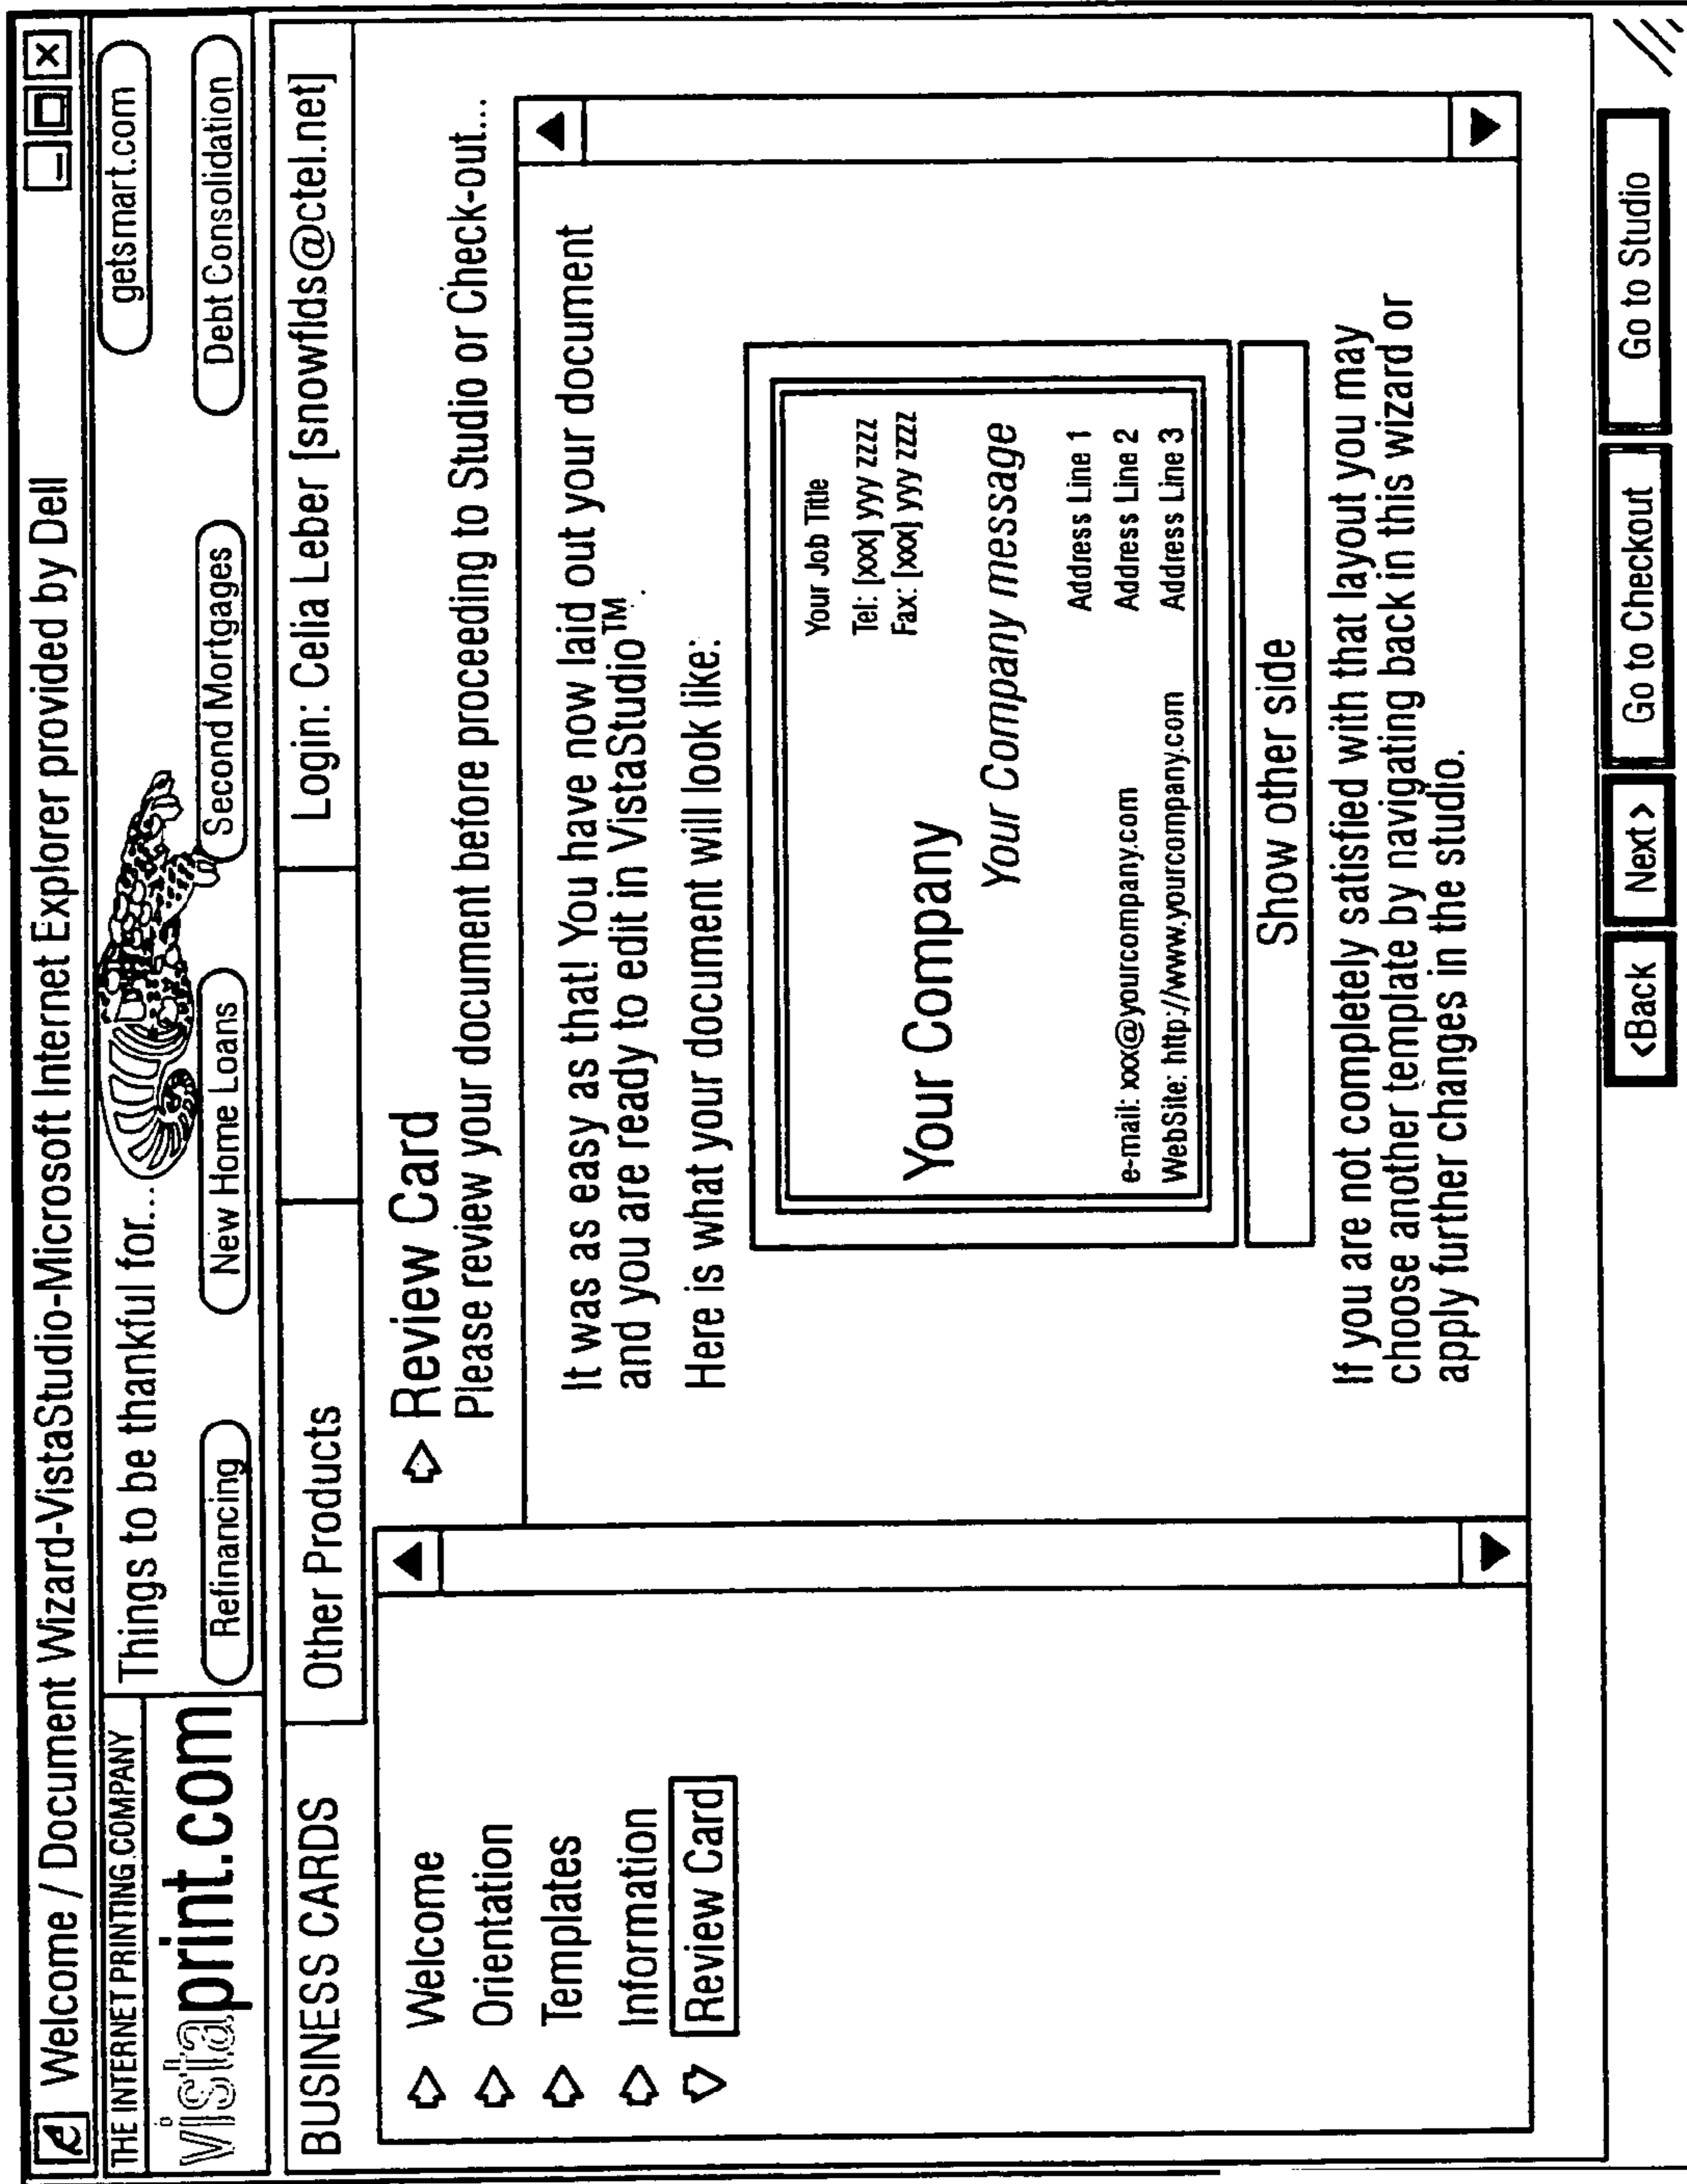 Welcome / Document Wizard-VistaStudio-Microsoft Internet Explorer provided by Dell
THE INTERNET PRINTING COMPANY
vistaprint.com
Things to be thankful for...
getsmart.com
Refinancing
New Home Loans
Second Mortgages
Debt Consolidation
BUSINESS CARDS
Other Products
Login: Celia Leber [snowflds@ctel.net]
Welcome
Orientation
Templates
Information
Review Card
Review Card
Please review your document before proceeding to Studio or Check-out...
It was as easy as that! You have now laid out your document
and you are ready to edit in VistaStudio™.
Here is what your document will look like:
Your Job Title
Tel: [xxx] yyy zzzz
Fax: [xxx] yyy zzzz
Your Company
Your Company message
Address Line 1
e-mail: xxx@yourcompany.com Address Line 2
WebSite: http://www.yourcompany.com Address Line 3
Show other side
If you are not completely satisfied with that layout you may
choose another template by navigating back in this wizard or
apply further changes in the studio.
<Back
Next>
Go to Checkout
Go to Studio